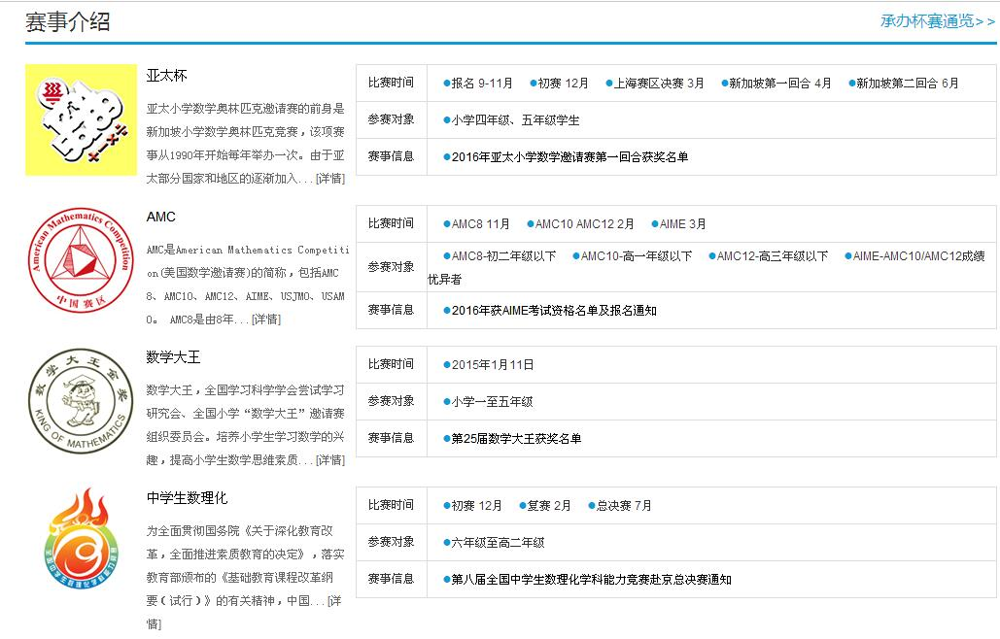 赛事介绍
承办杯赛通览>>
亚太杯
亚太小学数学奥林匹克邀请赛的前身是
新加坡小学数学奥林匹克竞赛，该项赛
事从1990年开始每年举办一次。由于亚
太部分国家和地区的逐渐加入...[详情]
比赛时间
●报名 9-11月 ●初赛 12月 ●上海赛区决赛 3月 ●新加坡第一回合 4月 ●新加坡第二回合 6月
参赛对象
●小学四年级、五年级学生
赛事信息
●2016年亚太小学数学邀请赛第一回合获奖名单
American Mathematics Competition
中国赛区
AMC
AMC是American Mathematics Competiti
on(美国数学邀请赛)的简称，包括AMC
8、AMC10、AMC12、AIME、USJMO、USAM
O。 AMC8是由8年...[详情]
比赛时间
●AMC8 11月 ●AMC10 AMC12 2月 ●AIME 3月
参赛对象
●AMC8-初二年级以下 ●AMC10-高一年级以下 ●AMC12-高三年级以下 ●AIME-AMC10/AMC12成绩
优异者
赛事信息
●2016年获AIME考试资格名单及报名通知
数学大王金奖
KING OF MATHEMATICS
数学大王
数学大王，全国学习科学学会尝试学习
研究会、全国小学“数学大王”邀请赛
组织委员会。培养小学生学习数学的兴
趣，提高小学生数学思维素质...[详情]
比赛时间
●2015年1月11日
参赛对象
●小学一至五年级
赛事信息
●第25届数学大王获奖名单
全国中学生数理化学科能力竞赛
中学生数理化
为全面贯彻国务院《关于深化教育改
革，全面推进素质教育的决定》，落实
教育部颁布的《基础教育课程改革纲
要（试行）》的有关精神，中国...[详
情]
比赛时间
●初赛 12月 ●复赛 2月 ●总决赛 7月
参赛对象
●六年级至高二年级
赛事信息
●第八届全国中学生数理化学科能力竞赛赴京总决赛通知